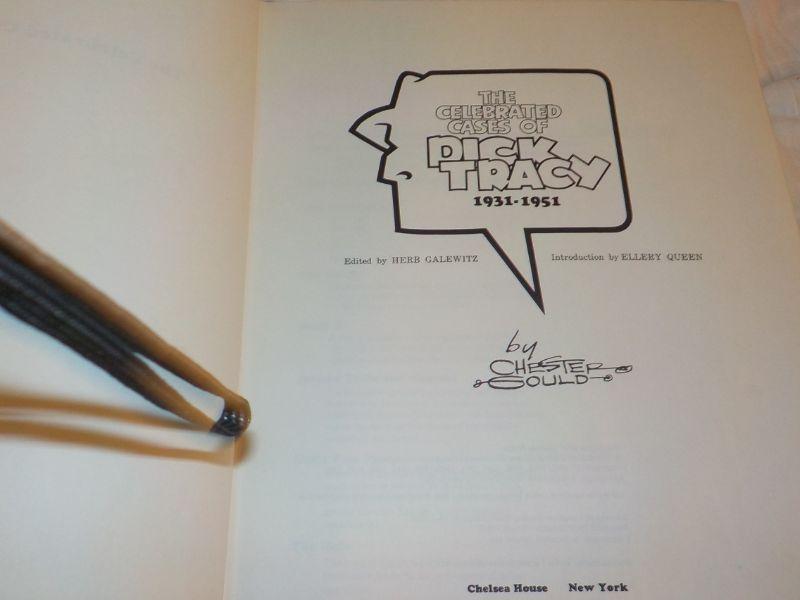 THE
CELEBRATED
CASES OF
DICK
TRACY
1931-1951
Edited by HERB GALEWITZ Introduction by ELLERY QUEEN
by
CHESTER
GOULD
Chelsea House New York